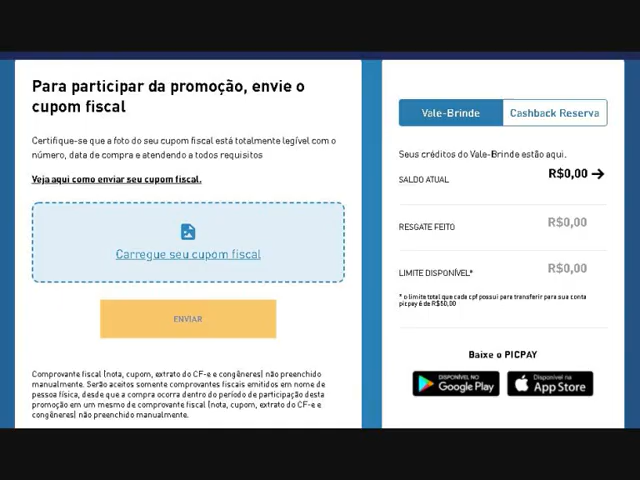 Para participar da promoção, envie o
cupom fiscal
Certifique-se que a foto do seu cupom fiscal está totalmente legível com o
número, data de compra e atendendo a todos requisitos
Veja aqui como enviar seu cupom fiscal.
Carregue seu cupom fiscal
ENVIAR
Comprovante fiscal (nota, cupom, extrato do CF-e e congêneres) não preenchido
manualmente. Serão aceitos somente comprovantes fiscais emitidos em nome de
pessoa física, desde que a compra ocorra dentro do período de participação desta
promoção e em um mesmo de comprovante fiscal (nota, cupom, extrato do CF-e e
congêneres) não preenchido manualmente.
Vale-Brinde
Cashback Reserva
Seus créditos do Vale-Brinde estão aqui.
SALDO ATUAL R$0,00 →
RESGATE FEITO R$0,00
LIMITE DISPONÍVEL* R$0,00
* o limite total que cada cpf possui para transferir para sua conta
picpay é de R$50,00
Baixe o PICPAY
DISPONÍVEL NO
Google Play
Disponível na
App Store